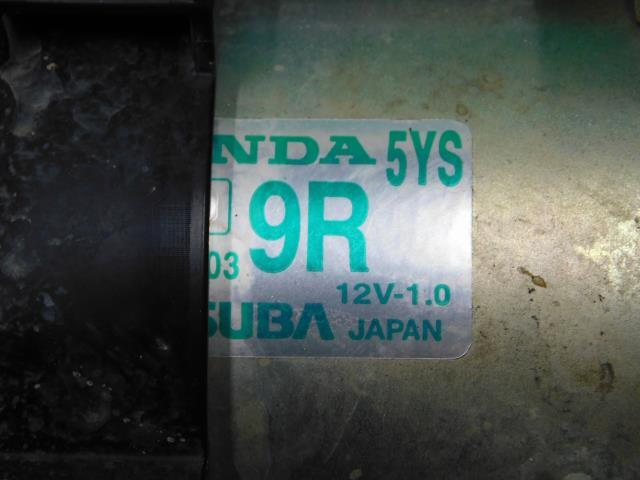 NDA 5YS
9R
03
12V-1.0
SUBA JAPAN